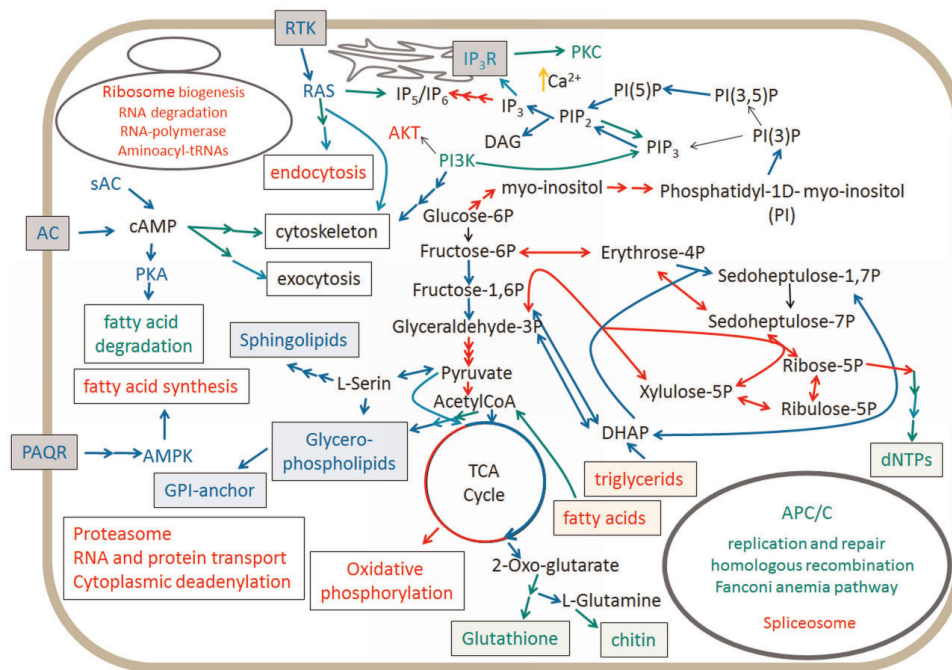 RTK
Ribosome biogenesis
RNA degradation
RNA-polymerase
Aminoacyl-tRNAs
IP3R
PKC
Ca2+
RAS
IP5/IP6
IP3
PI(5)P
PI(3,5)P
PIP2
DAG
PIP3
PI(3)P
AKT
PI3K
endocytosis
myo-inositol
Phosphatidyl-1D- myo-inositol
(PI)
sAC
AC
cAMP
cytoskeleton
exocytosis
PKA
fatty acid
degradation
fatty acid synthesis
Glucose-6P
Fructose-6P
Fructose-1,6P
Glyceraldehyde-3P
Erythrose-4P
Sedoheptulose-1,7P
Sedoheptulose-7P
Ribose-5P
Xylulose-5P
Ribulose-5P
DHAP
dNTPs
Sphingolipids
L-Serin
Pyruvate
AcetylCoA
PAQR
AMPK
Glycero-
phospholipids
GPI-anchor
TCA
Cycle
triglycerids
fatty acids
Proteasome
RNA and protein transport
Cytoplasmic deadenylation
Oxidative
phosphorylation
2-Oxo-glutarate
L-Glutamine
Glutathione
chitin
APC/C
replication and repair
homologous recombination
Fanconi anemia pathway
Spliceosome